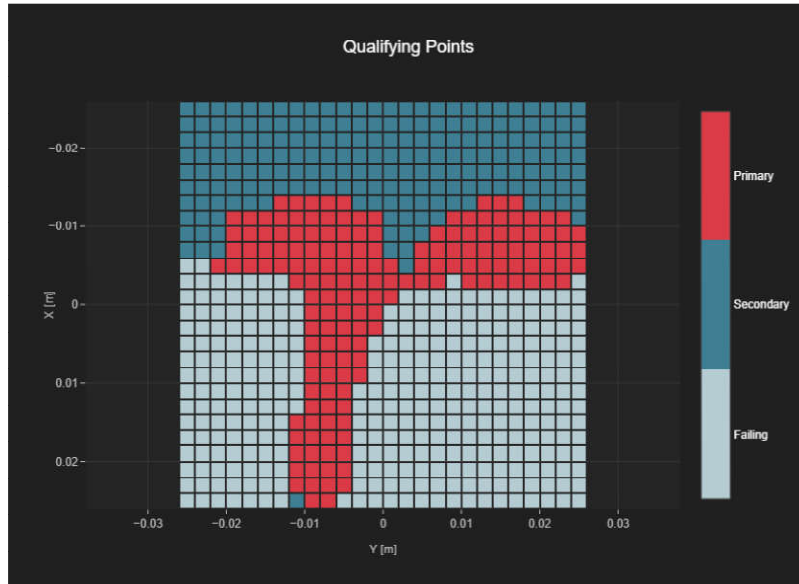 Qualifying Points
−0.02
−0.01
0
0.01
0.02
X [m]
−0.03
−0.02
−0.01
0
0.01
0.02
0.03
Y [m]
Primary
Secondary
Failing